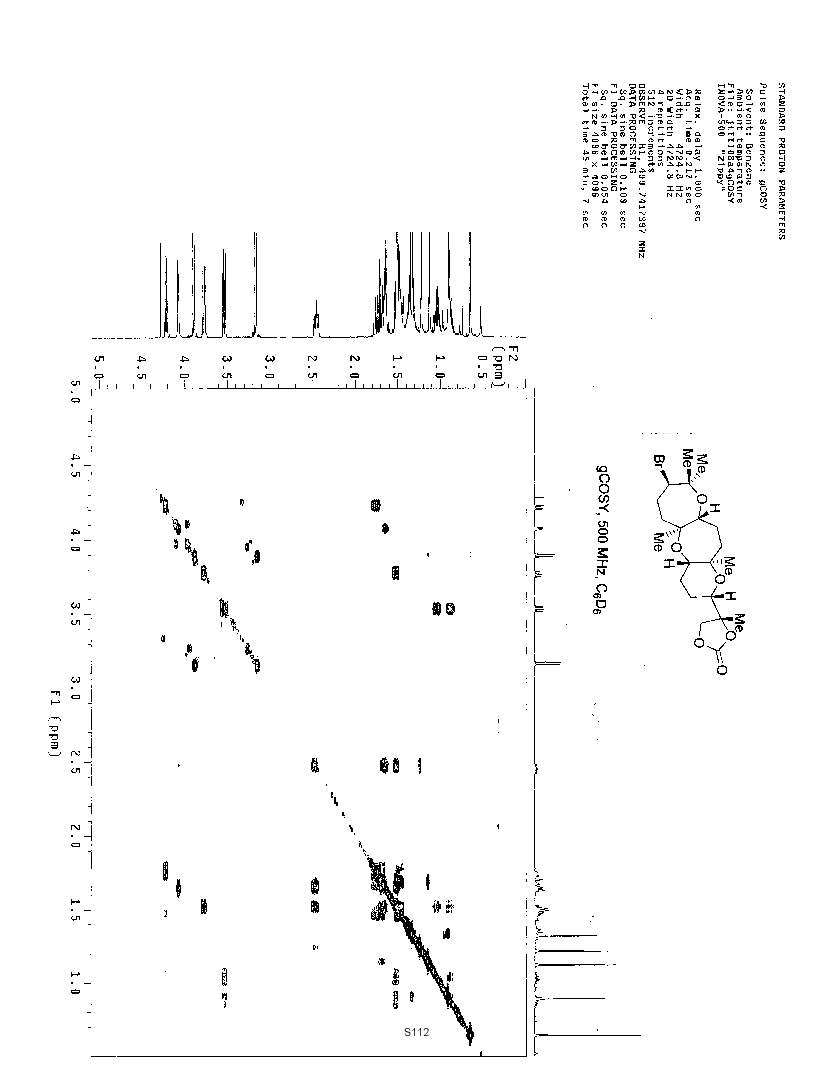 STANDARD PROTON PARAMETERS
Pulse Sequence: gCOSY
Solvent: Benzene
Ambient temperature
INOVA-500 "Zippy"
Relax. delay 1.000 sec
Acq. time 0.217 sec
Width 4724.8 Hz
2D Width 4724.8 Hz
4 repetitions
512 increments
OBSERVE H1, 499.7417997 MHz
DATA PROCESSING
Sq. sine bell 0.109 sec
F1 DATA PROCESSING
Sq. sine bell 0.054 sec
FT size 4096 x 4096
Total time 45 min, 7 sec
Me
Me
Br
O
H
Me
O
H
Me
O
H
Me
O
O
O
gCOSY, 500 MHz, C6D6
F2
(ppm)
0.5
1.0
1.5
2.0
2.5
3.0
3.5
4.0
4.5
5.0
5.0
4.5
4.0
3.5
3.0
2.5
2.0
1.5
1.0
F1 (ppm)
S112